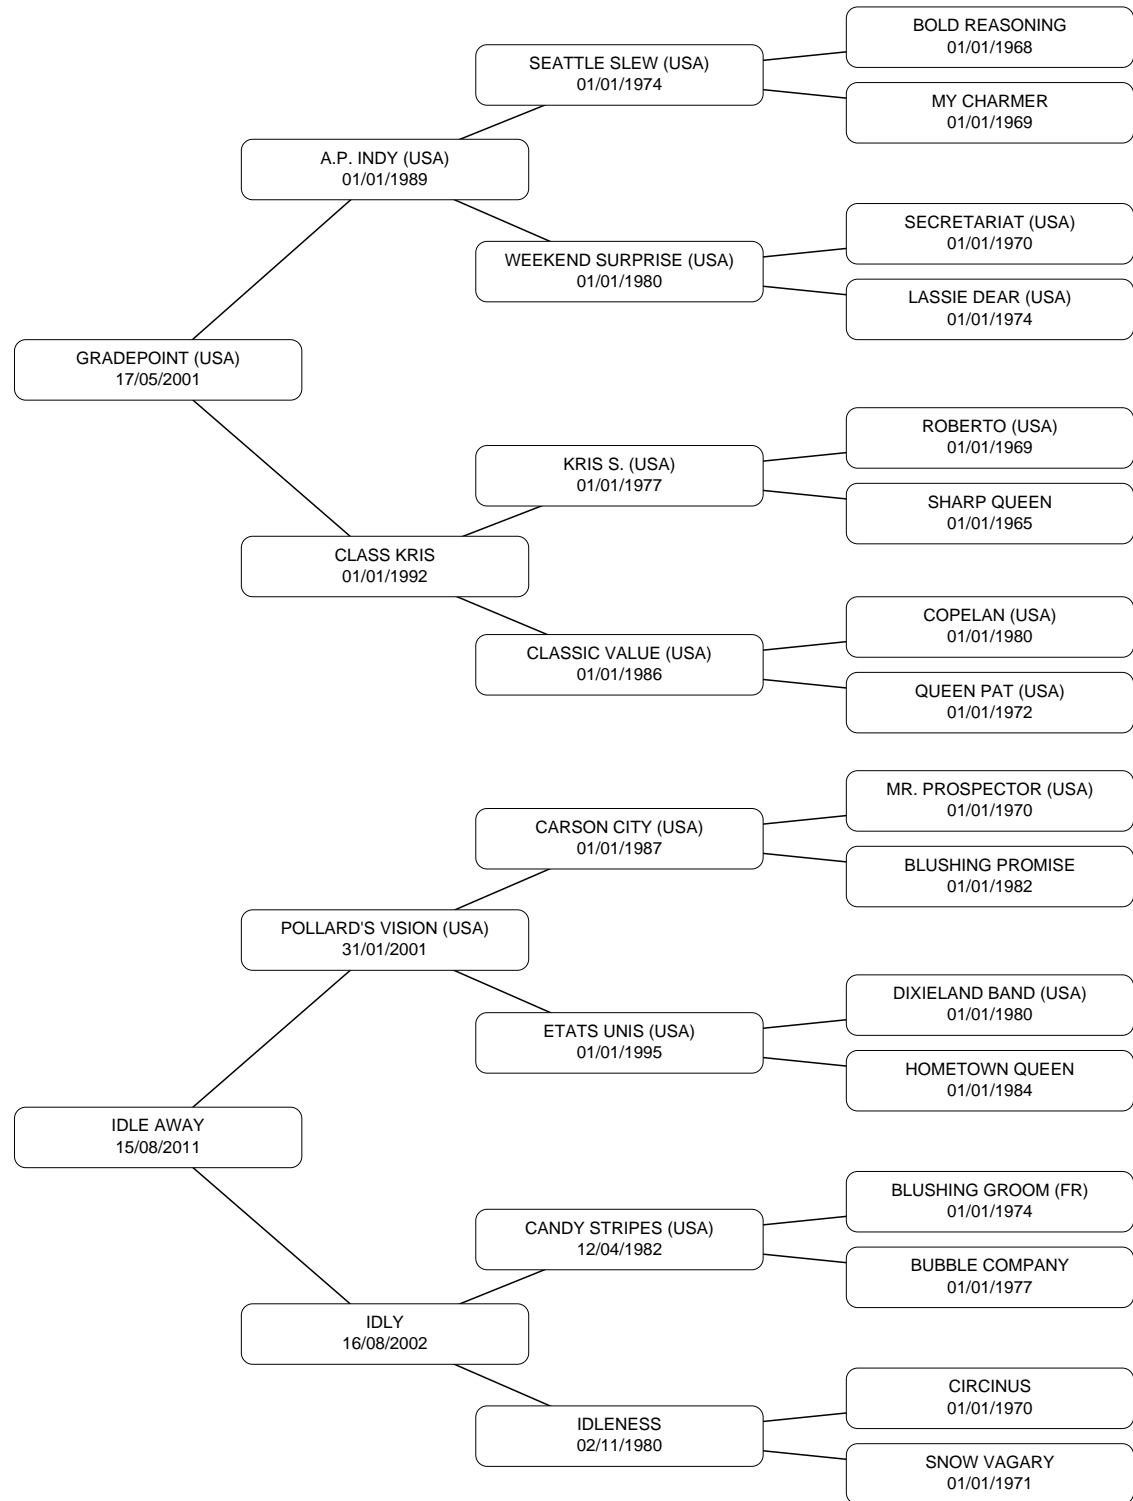 BOLD REASONING
01/01/1968
SEATTLE SLEW (USA)
01/01/1974
MY CHARMER
01/01/1969
A.P. INDY (USA)
01/01/1989
SECRETARIAT (USA)
01/01/1970
WEEKEND SURPRISE (USA)
01/01/1980
LASSIE DEAR (USA)
01/01/1974
GRADEPOINT (USA)
17/05/2001
ROBERTO (USA)
01/01/1969
KRIS S. (USA)
01/01/1977
SHARP QUEEN
01/01/1965
CLASS KRIS
01/01/1992
COPELAN (USA)
01/01/1980
CLASSIC VALUE (USA)
01/01/1986
QUEEN PAT (USA)
01/01/1972
MR. PROSPECTOR (USA)
01/01/1970
CARSON CITY (USA)
01/01/1987
BLUSHING PROMISE
01/01/1982
POLLARD'S VISION (USA)
31/01/2001
DIXIELAND BAND (USA)
01/01/1980
ETATS UNIS (USA)
01/01/1995
HOMETOWN QUEEN
01/01/1984
IDLE AWAY
15/08/2011
BLUSHING GROOM (FR)
01/01/1974
CANDY STRIPES (USA)
12/04/1982
BUBBLE COMPANY
01/01/1977
IDLY
16/08/2002
CIRCINUS
01/01/1970
IDLENESS
02/11/1980
SNOW VAGARY
01/01/1971